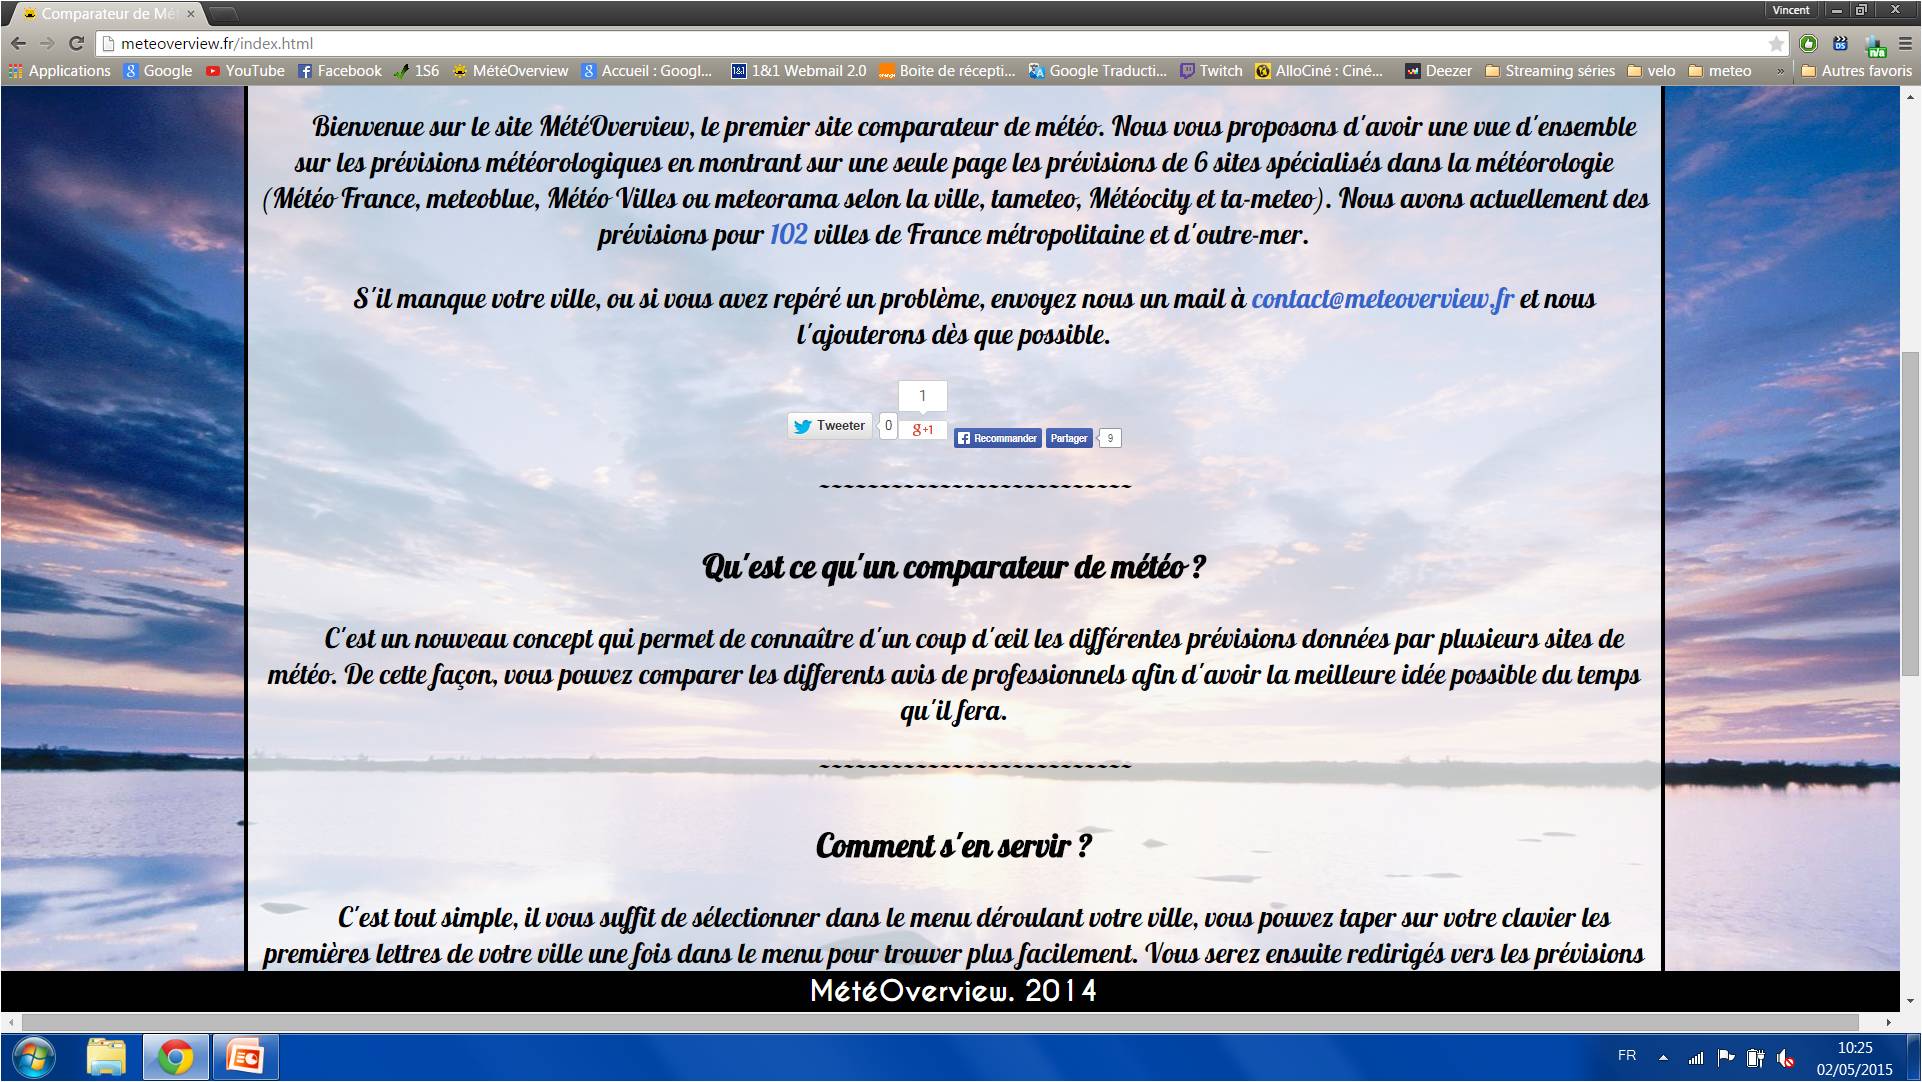 Comparateur de Mét
Vincent
meteoverview.fr/index.html
n/a
Applications Google YouTube Facebook 1S6 MétéOverview Accueil : Googl... 1&1 Webmail 2.0 Boite de récepti... Google Traducti... Twitch AlloCiné : Ciné... Deezer Streaming séries velo meteo » Autres favoris
Bienvenue sur le site MétéOverview, le premier site comparateur de météo. Nous vous proposons d'avoir une vue d'ensemble
sur les prévisions météorologiques en montrant sur une seule page les prévisions de 6 sites spécialisés dans la météorologie
(Météo France, meteoblue, Météo Villes ou meteorama selon la ville, tameteo, Météocity et ta-meteo). Nous avons actuellement des
prévisions pour 102 villes de France métropolitaine et d'outre-mer.
S'il manque votre ville, ou si vous avez repéré un problème, envoyez nous un mail à contact@meteoverview.fr et nous
l'ajouterons dès que possible.
1
Tweeter 0 g+1 Recommander Partager 9
~~~~~~~~~~~~~~~~~~~~~~~~~~
Qu'est ce qu'un comparateur de météo ?
C'est un nouveau concept qui permet de connaître d'un coup d'œil les différentes prévisions données par plusieurs sites de
météo. De cette façon, vous pouvez comparer les differents avis de professionnels afin d'avoir la meilleure idée possible du temps
qu'il fera.
~~~~~~~~~~~~~~~~~~~~~~~~~~
Comment s'en servir ?
C'est tout simple, il vous suffit de sélectionner dans le menu déroulant votre ville, vous pouvez taper sur votre clavier les
premières lettres de votre ville une fois dans le menu pour trouver plus facilement. Vous serez ensuite redirigés vers les prévisions
MétéOverview. 2014
FR
10:25
02/05/2015